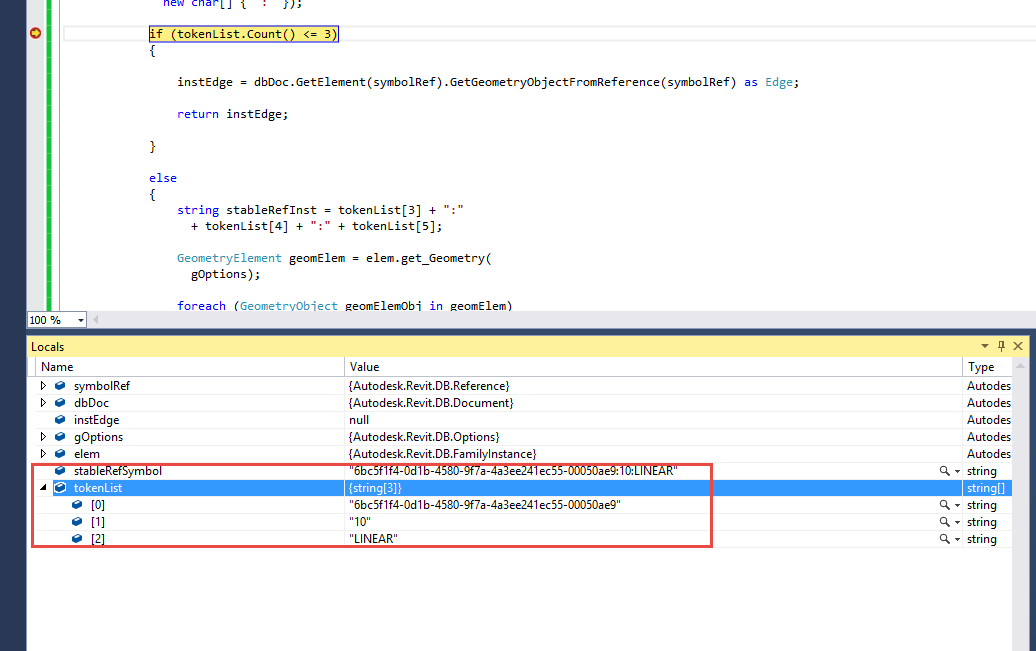 new char[] { ':' });
if (tokenList.Count() <= 3)
{
instEdge = dbDoc.GetElement(symbolRef).GetGeometryObjectFromReference(symbolRef) as Edge;
return instEdge;
}
else
{
string stableRefInst = tokenList[3] + ":"
+ tokenList[4] + ":" + tokenList[5];
GeometryElement geomElem = elem.get_Geometry(
gOptions);
foreach (GeometryObject geomElemObj in geomElem)
100 %
Locals
Name Value Type
symbolRef {Autodesk.Revit.DB.Reference} Autodes
dbDoc {Autodesk.Revit.DB.Document} Autodes
instEdge null Autodes
gOptions {Autodesk.Revit.DB.Options} Autodes
elem {Autodesk.Revit.DB.FamilyInstance} Autodes
stableRefSymbol "6bc5f1f4-0d1b-4580-9f7a-4a3ee241ec55-00050ae9:10:LINEAR" string
tokenList {string[3]} string[]
[0] "6bc5f1f4-0d1b-4580-9f7a-4a3ee241ec55-00050ae9" string
[1] "10" string
[2] "LINEAR" string